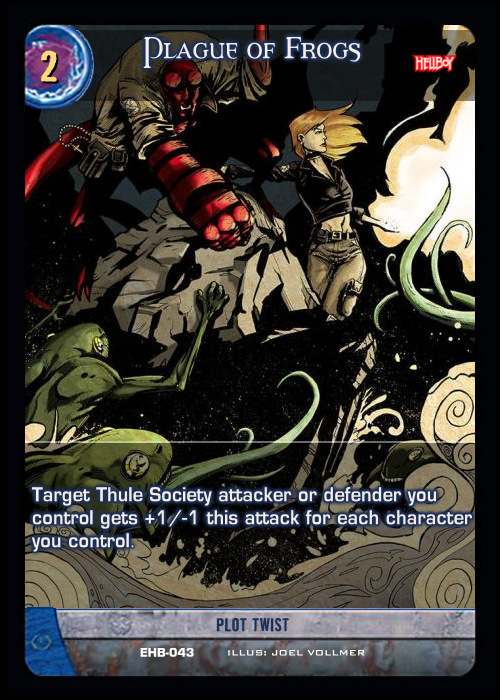 2
Plague of Frogs
HELLBOY
Target Thule Society attacker or defender you
control gets +1/-1 this attack for each character
you control.
PLOT TWIST
EHB-043 ILLUS: JOEL VOLLMER